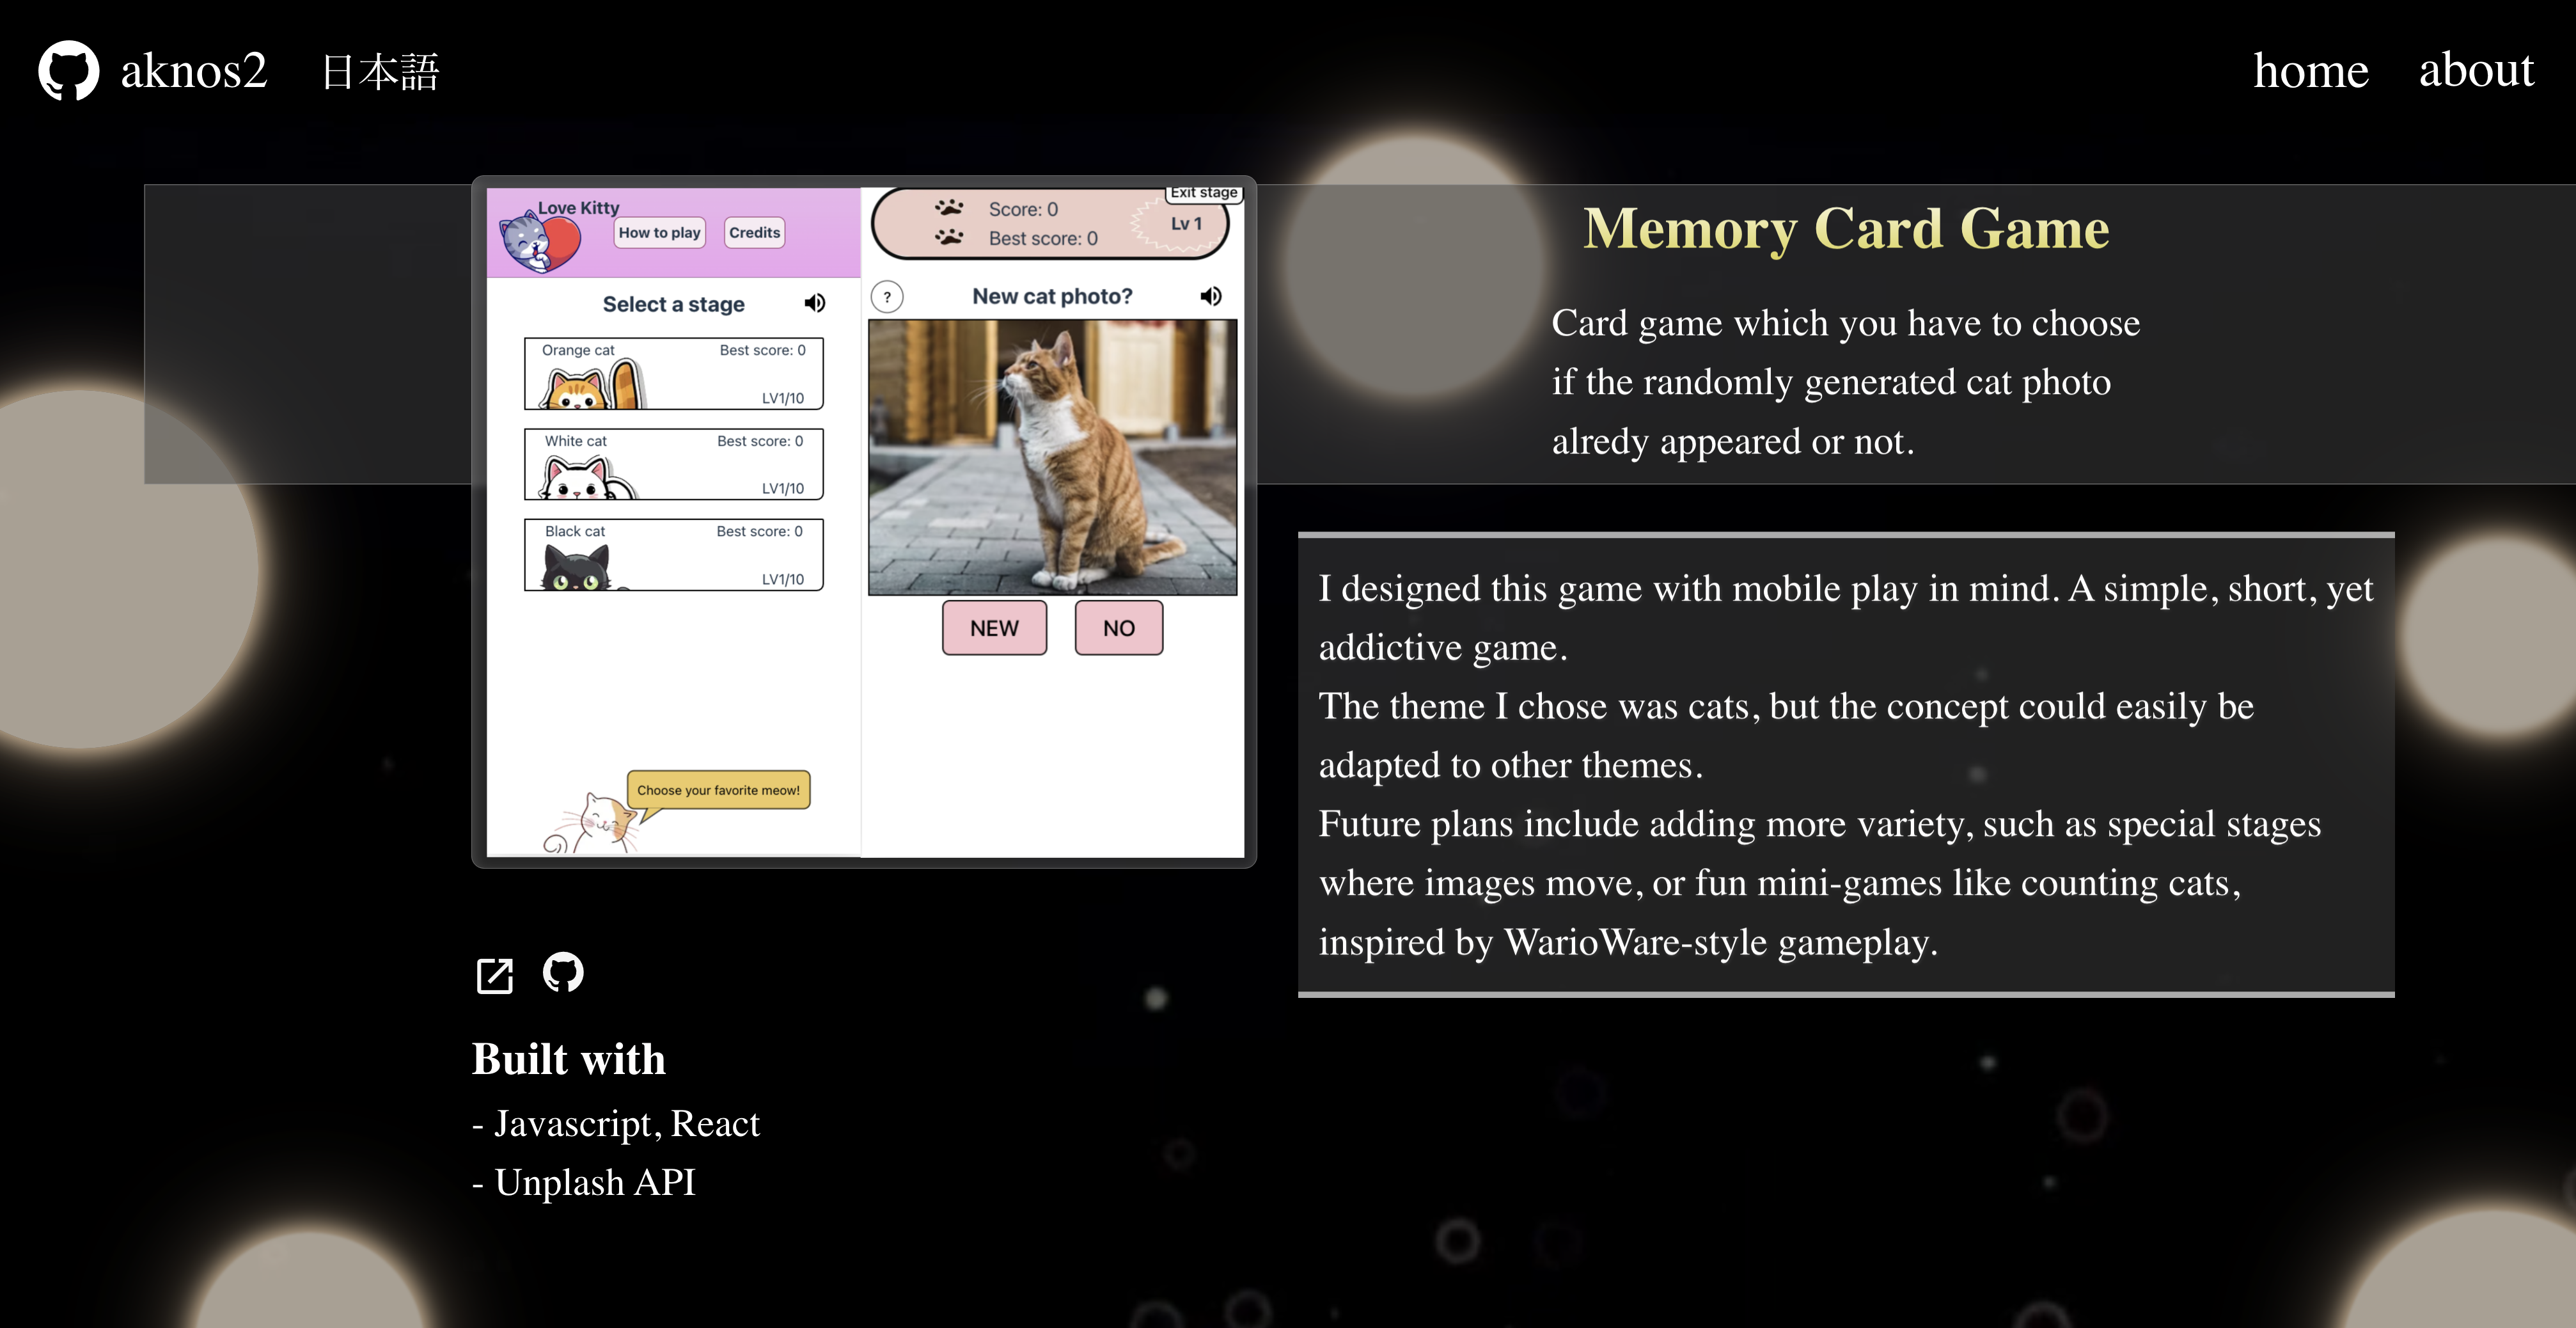 aknos2 日本語 home about
Love Kitty
How to play Credits
Select a stage
Orange cat Best score: 0
LV1/10
White cat Best score: 0
LV1/10
Black cat Best score: 0
LV1/10
Choose your favorite meow!
Exit stage
Score: 0
Best score: 0
Lv 1
? New cat photo?
NEW NO
Memory Card Game
Card game which you have to choose
if the randomly generated cat photo
alredy appeared or not.
I designed this game with mobile play in mind. A simple, short, yet
addictive game.
The theme I chose was cats, but the concept could easily be
adapted to other themes.
Future plans include adding more variety, such as special stages
where images move, or fun mini-games like counting cats,
inspired by WarioWare-style gameplay.
Built with
- Javascript, React
- Unplash API